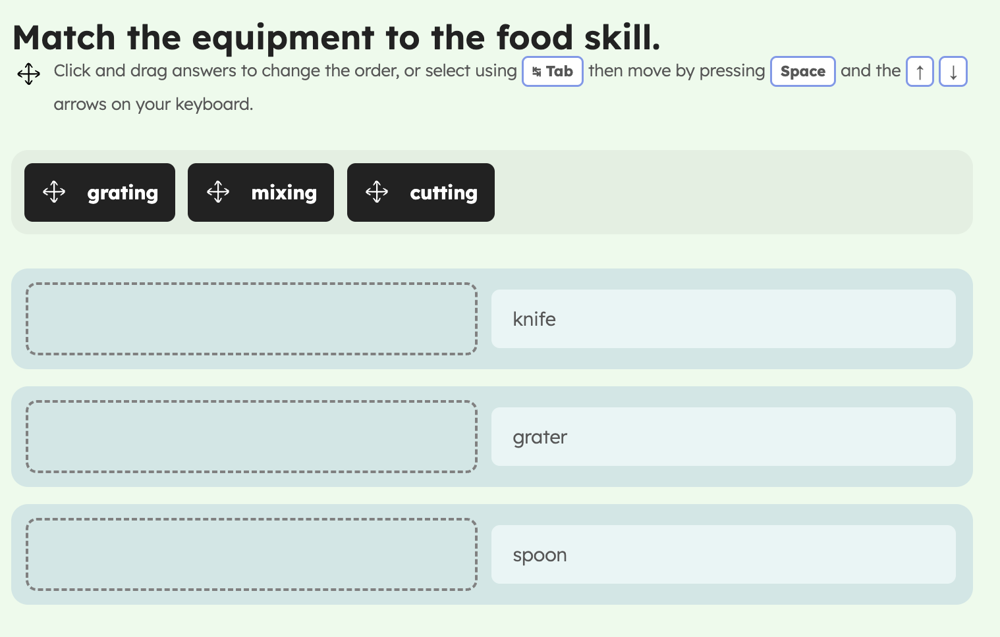 Match the equipment to the food skill.
Click and drag answers to change the order, or select using ↹ Tab then move by pressing Space and the ↑ ↓
arrows on your keyboard.
grating mixing cutting
knife
grater
spoon